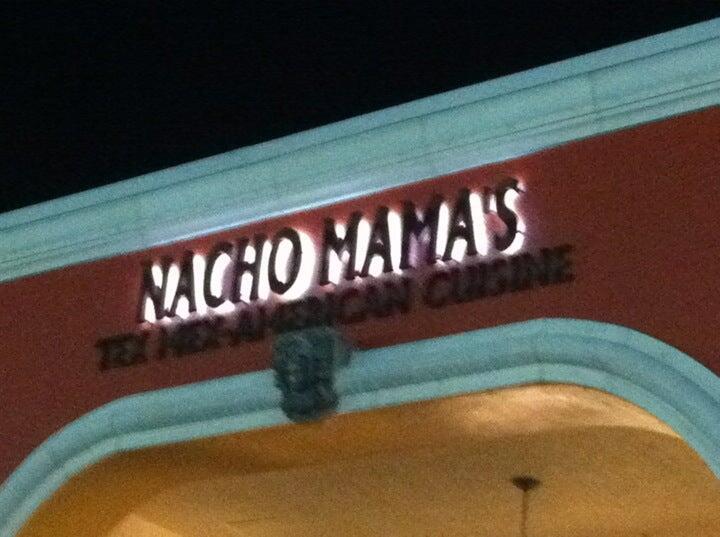 NACHO MAMA'S
TEX MEX-AMERICAN CUISINE